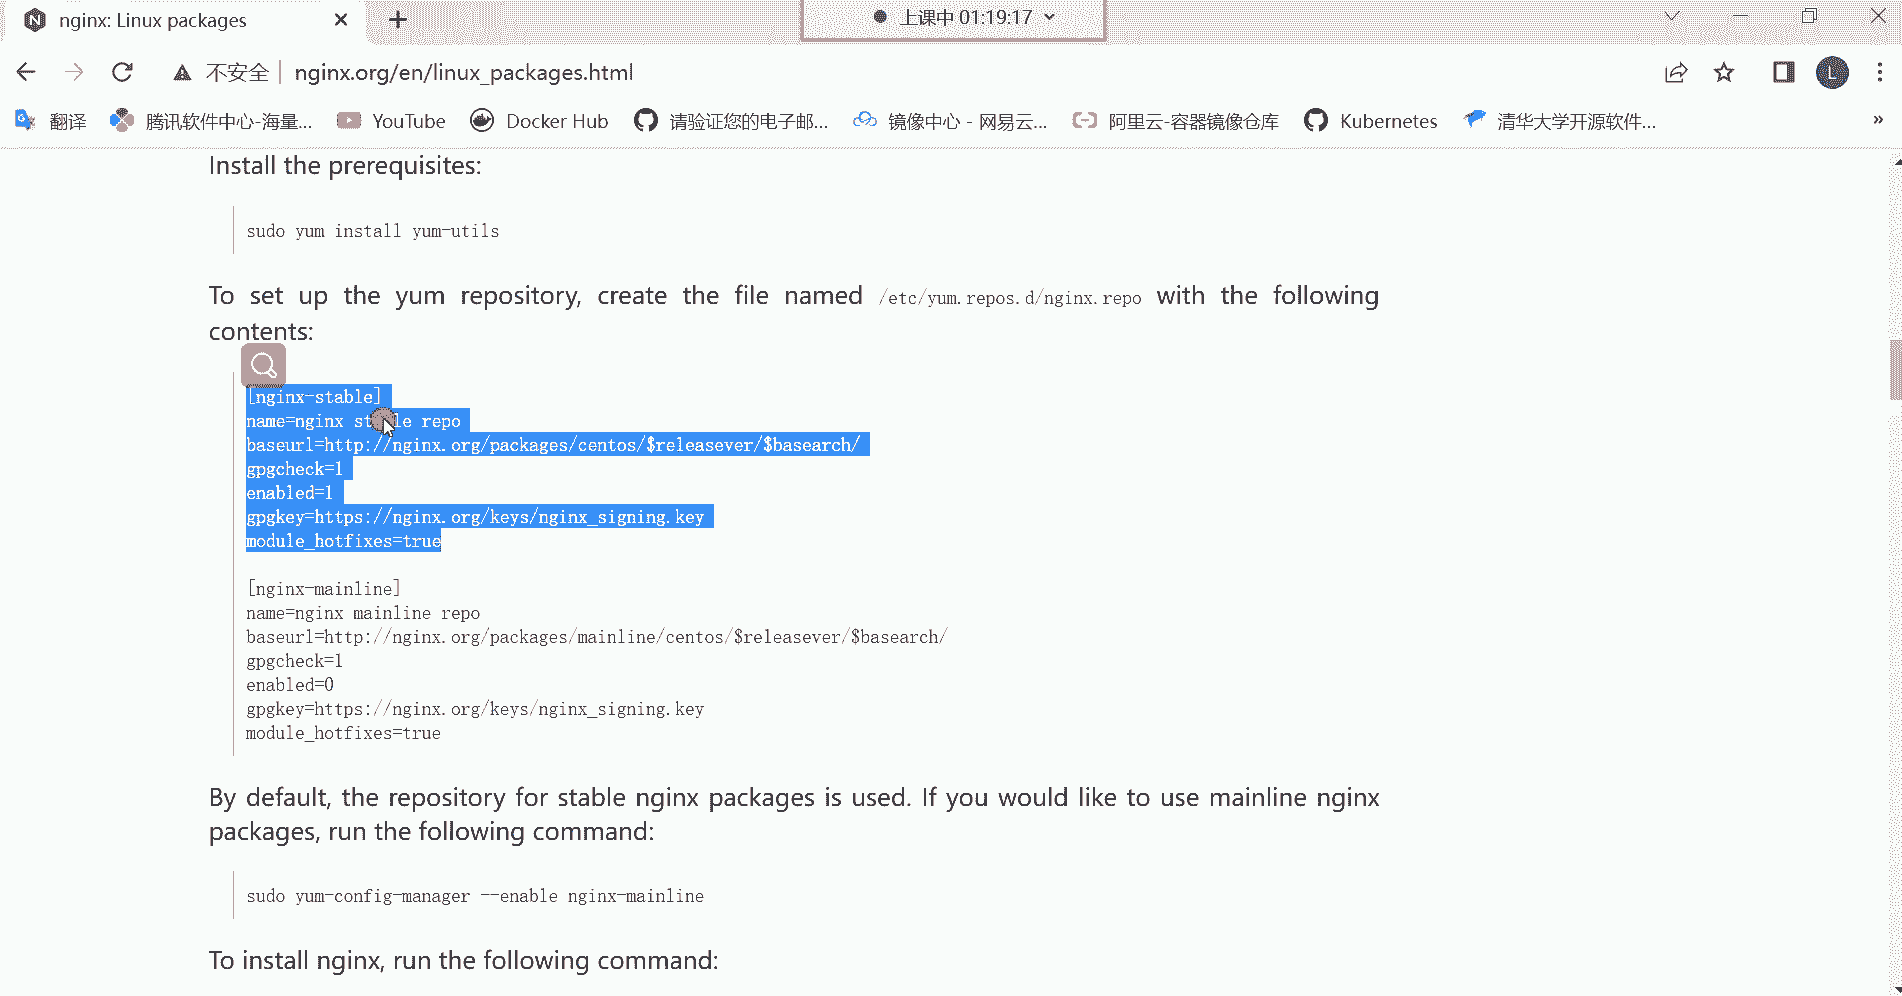 nginx: Linux packages
上课中 01:19:17
不安全 nginx.org/en/linux_packages.html
L
翻译 腾讯软件中心-海量... YouTube Docker Hub 请验证您的电子邮... 镜像中心 - 网易云... 阿里云-容器镜像仓库 Kubernetes 清华大学开源软件... »
Install the prerequisites:
sudo yum install yum-utils
To set up the yum repository, create the file named /etc/yum.repos.d/nginx.repo with the following
contents:
[nginx-stable]
name=nginx stable repo
baseurl=http://nginx.org/packages/centos/$releasever/$basearch/
gpgcheck=1
enabled=1
gpgkey=https://nginx.org/keys/nginx_signing.key
module_hotfixes=true
[nginx-mainline]
name=nginx mainline repo
baseurl=http://nginx.org/packages/mainline/centos/$releasever/$basearch/
gpgcheck=1
enabled=0
gpgkey=https://nginx.org/keys/nginx_signing.key
module_hotfixes=true
By default, the repository for stable nginx packages is used. If you would like to use mainline nginx
packages, run the following command:
sudo yum-config-manager --enable nginx-mainline
To install nginx, run the following command: